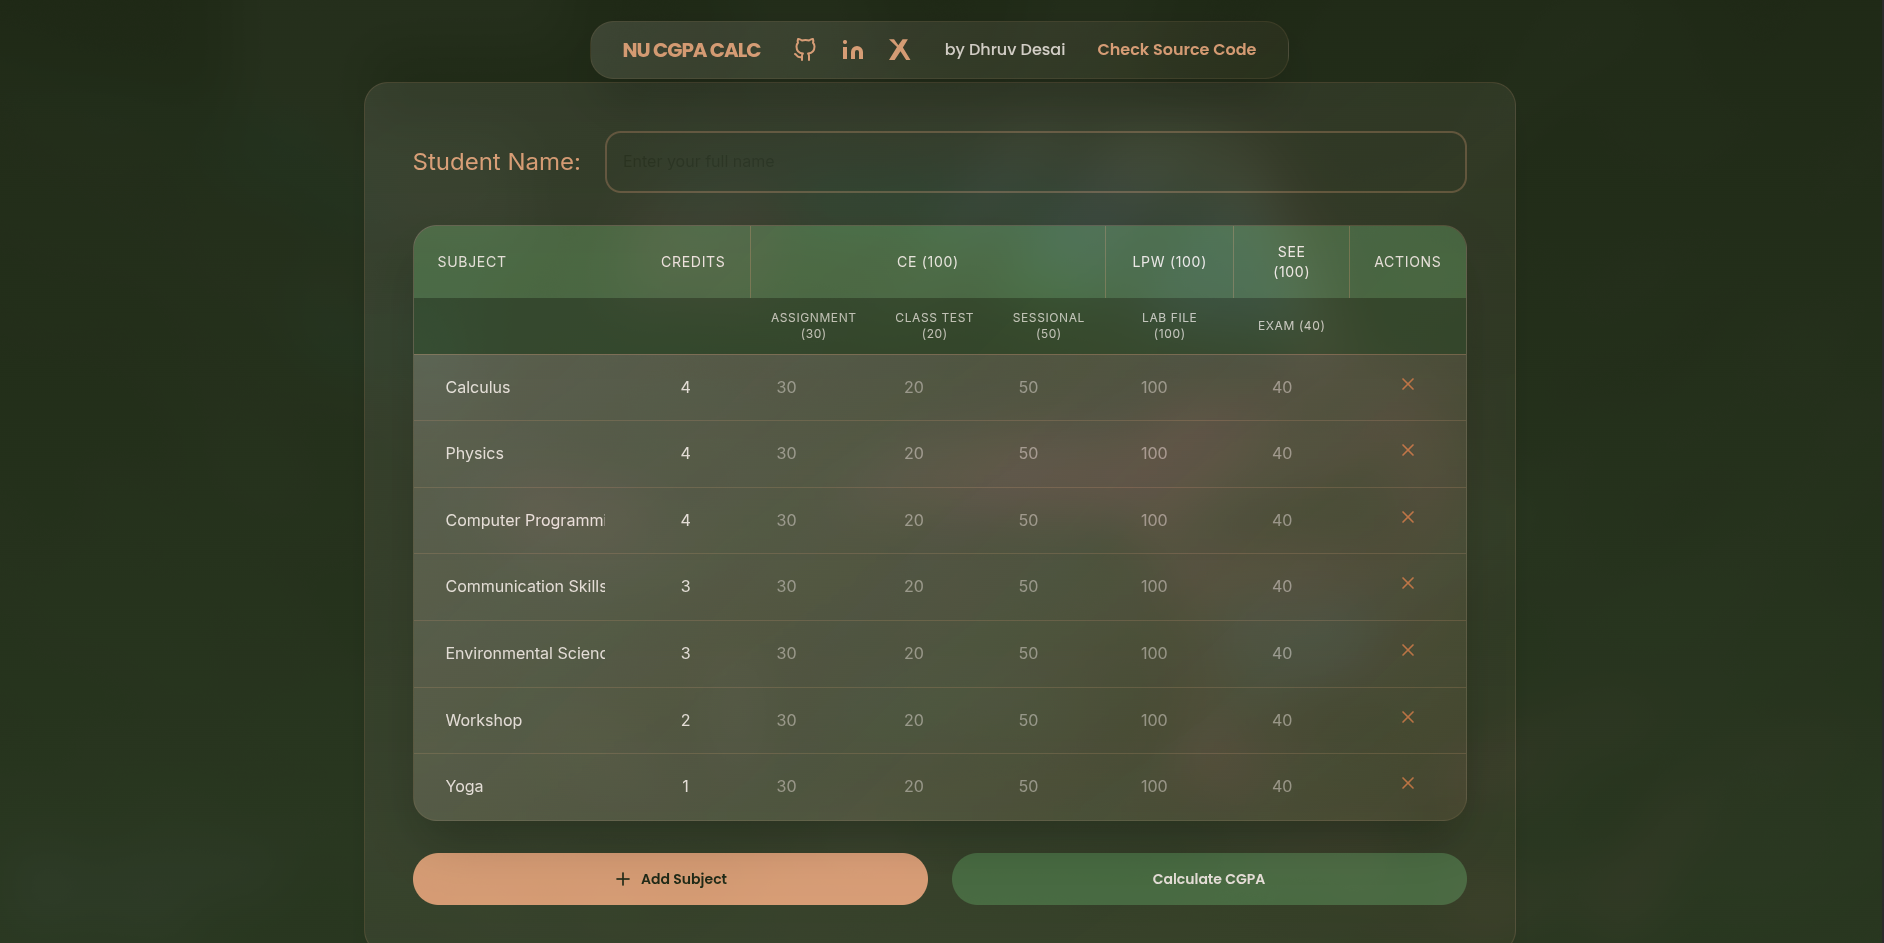 NU CGPA CALC by Dhruv Desai Check Source Code
Student Name: Enter your full name
SUBJECT CREDITS CE (100) LPW (100) SEE (100) ACTIONS
ASSIGNMENT (30) CLASS TEST (20) SESSIONAL (50) LAB FILE (100) EXAM (40)
Calculus 4 30 20 50 100 40
Physics 4 30 20 50 100 40
Computer Programmi 4 30 20 50 100 40
Communication Skills 3 30 20 50 100 40
Environmental Scienc 3 30 20 50 100 40
Workshop 2 30 20 50 100 40
Yoga 1 30 20 50 100 40
Add Subject Calculate CGPA